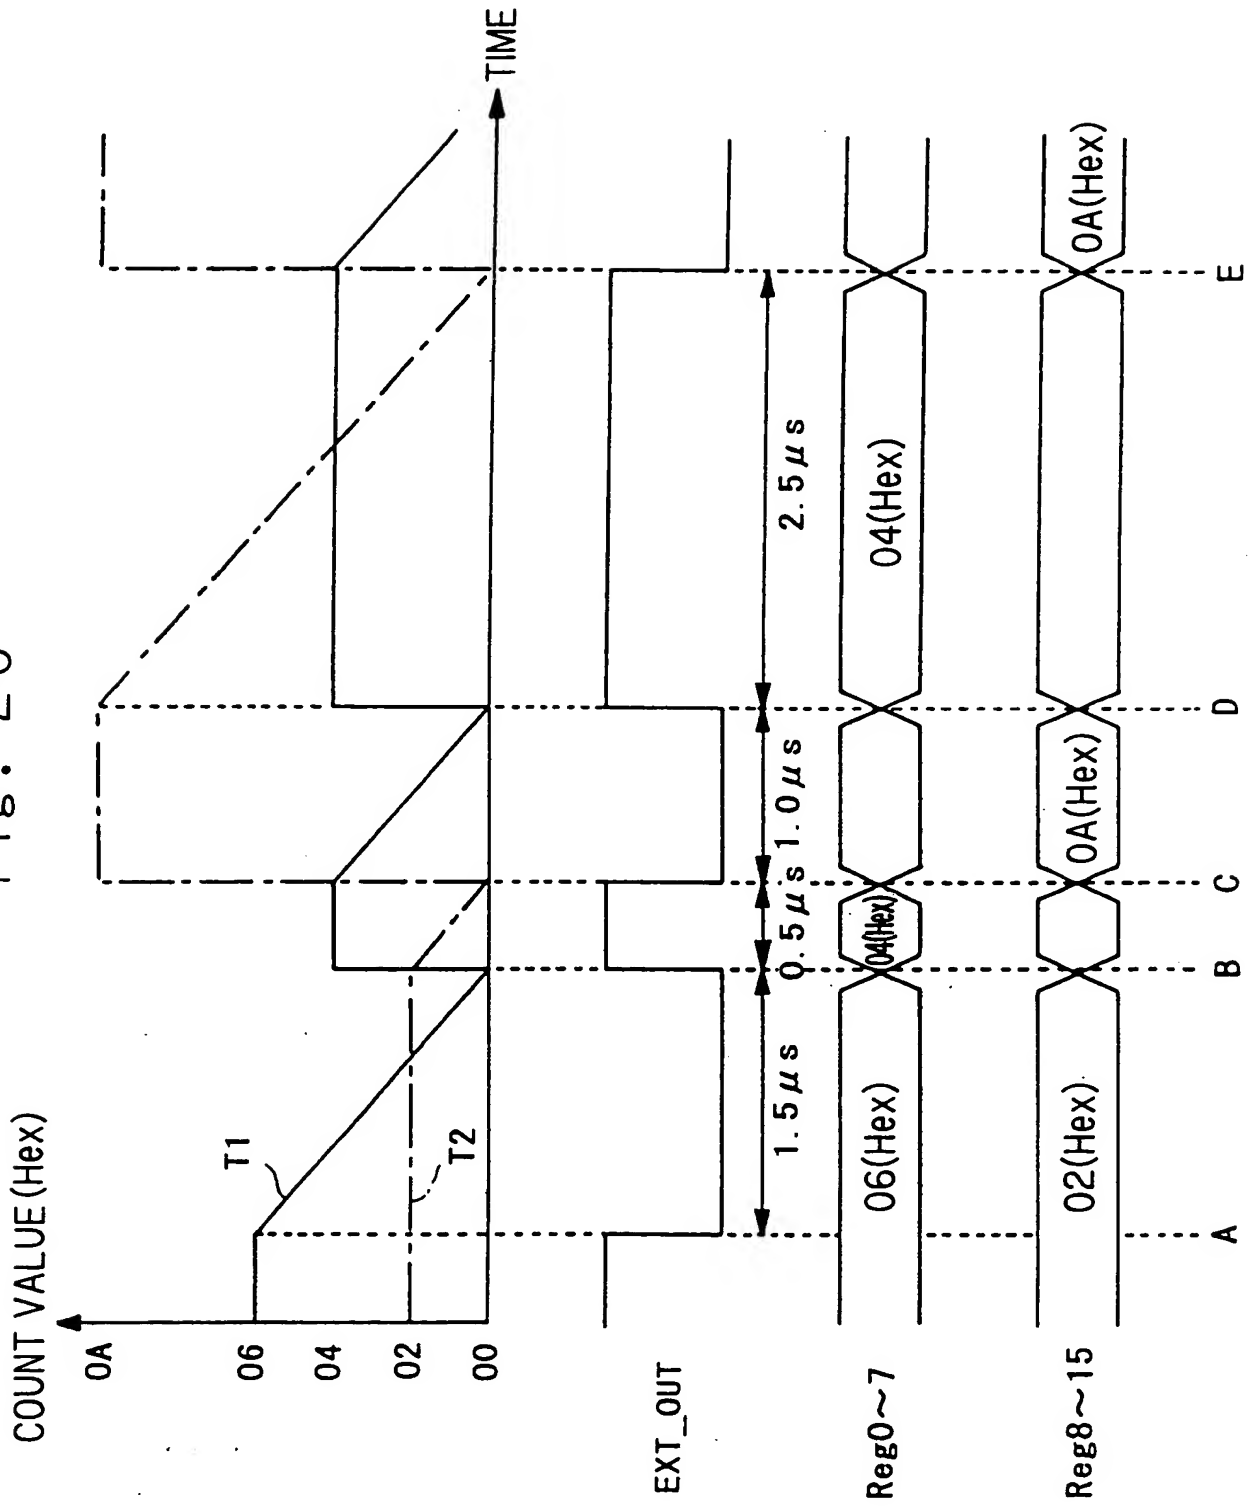 COUNT VALUE(Hex)
0A
06
04
02
00
T1
T2
TIME
EXT_OUT
1.5μs
0.5μs
1.0μs
2.5μs
Reg0~7
06(Hex)
04(Hex)
04(Hex)
Reg8~15
02(Hex)
0A(Hex)
0A(Hex)
A
B
C
D
E